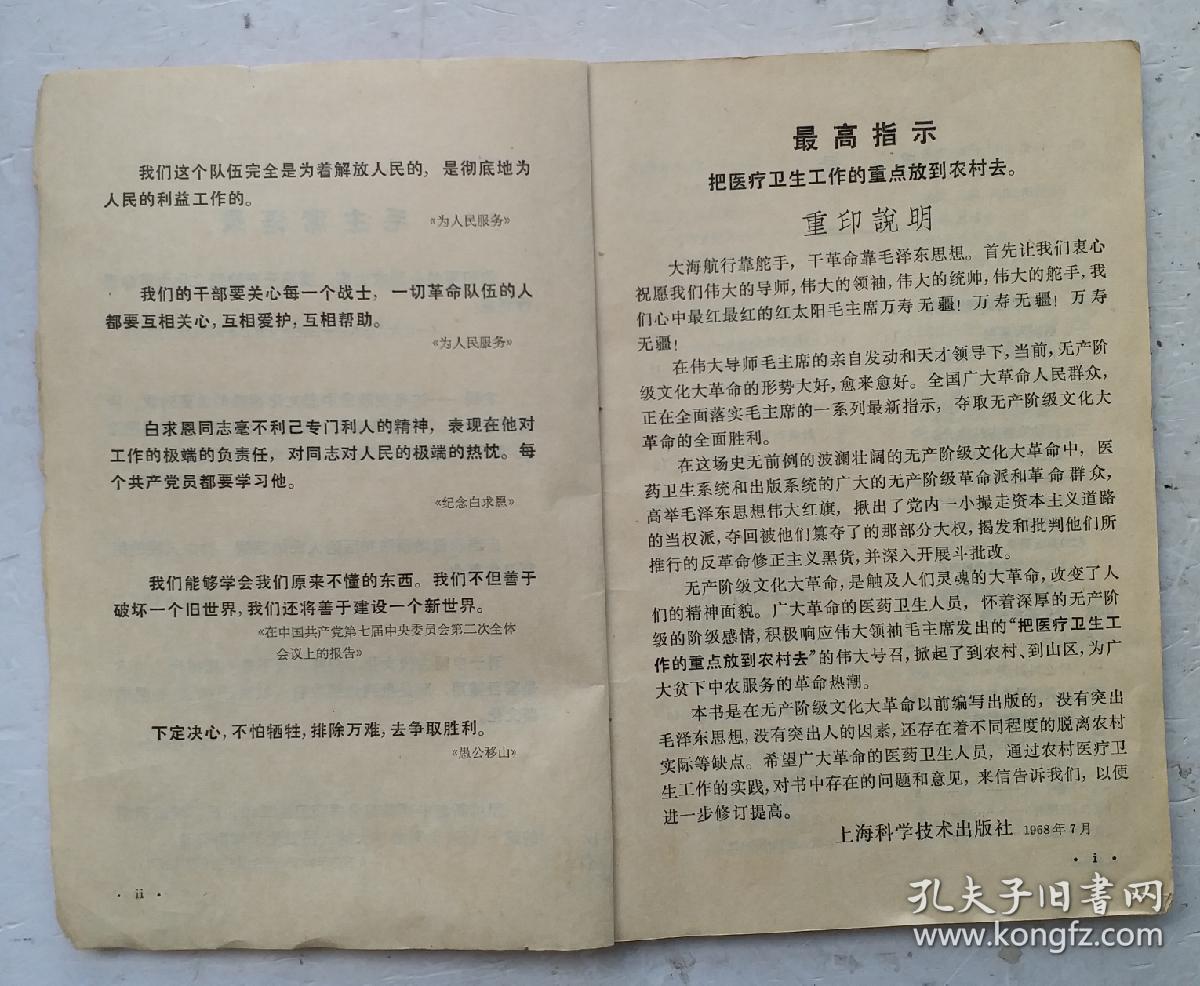 我们这个队伍完全是为着解放人民的，是彻底地为
人民的利益工作的。
《为人民服务》
我们的干部要关心每一个战士，一切革命队伍的人
都要互相关心，互相爱护，互相帮助。
《为人民服务》
白求恩同志毫不利己专门利人的精神，表现在他对
工作的极端的负责任，对同志对人民的极端的热忱。每
个共产党员都要学习他。
《纪念白求恩》
我们能够学会我们原来不懂的东西。我们不但善于
破坏一个旧世界，我们还将善于建设一个新世界。
《在中国共产党第七届中央委员会第二次全体
会议上的报告》
下定决心，不怕牺牲，排除万难，去争取胜利。
《愚公移山》
· ii ·
最高指示
把医疗卫生工作的重点放到农村去。
重印說明
大海航行靠舵手，干革命靠毛泽东思想。首先让我们衷心
祝愿我们伟大的导师，伟大的领袖，伟大的统帅，伟大的舵手，我
们心中最红最红的红太阳毛主席万寿无疆！万寿无疆！万寿
无疆！
在伟大导师毛主席的亲自发动和天才领导下，当前，无产阶
级文化大革命的形势大好，愈来愈好。全国广大革命人民群众，
正在全面落实毛主席的一系列最新指示，夺取无产阶级文化大
革命的全面胜利。
在这场史无前例的波澜壮阔的无产阶级文化大革命中，医
药卫生系统和出版系统的广大的无产阶级革命派和革命群众，
高举毛泽东思想伟大红旗，揪出了党内一小撮走资本主义道路
的当权派，夺回被他们篡夺了的那部分大权，揭发和批判他们所
推行的反革命修正主义黑货，并深入开展斗批改。
无产阶级文化大革命，是触及人们灵魂的大革命，改变了人
们的精神面貌。广大革命的医药卫生人员，怀着深厚的无产阶
级的阶级感情，积极响应伟大领袖毛主席发出的“把医疗卫生工
作的重点放到农村去”的伟大号召，掀起了到农村、到山区，为广
大贫下中农服务的革命热潮。
本书是在无产阶级文化大革命以前编写出版的，没有突出
毛泽东思想，没有突出人的因素，还存在着不同程度的脱离农村
实际等缺点。希望广大革命的医药卫生人员，通过农村医疗卫
生工作的实践，对书中存在的问题和意见，来信告诉我们，以便
进一步修订提高。
上海科学技术出版社 1968年7月
· i ·
孔夫子旧书网
www.kongfz.com